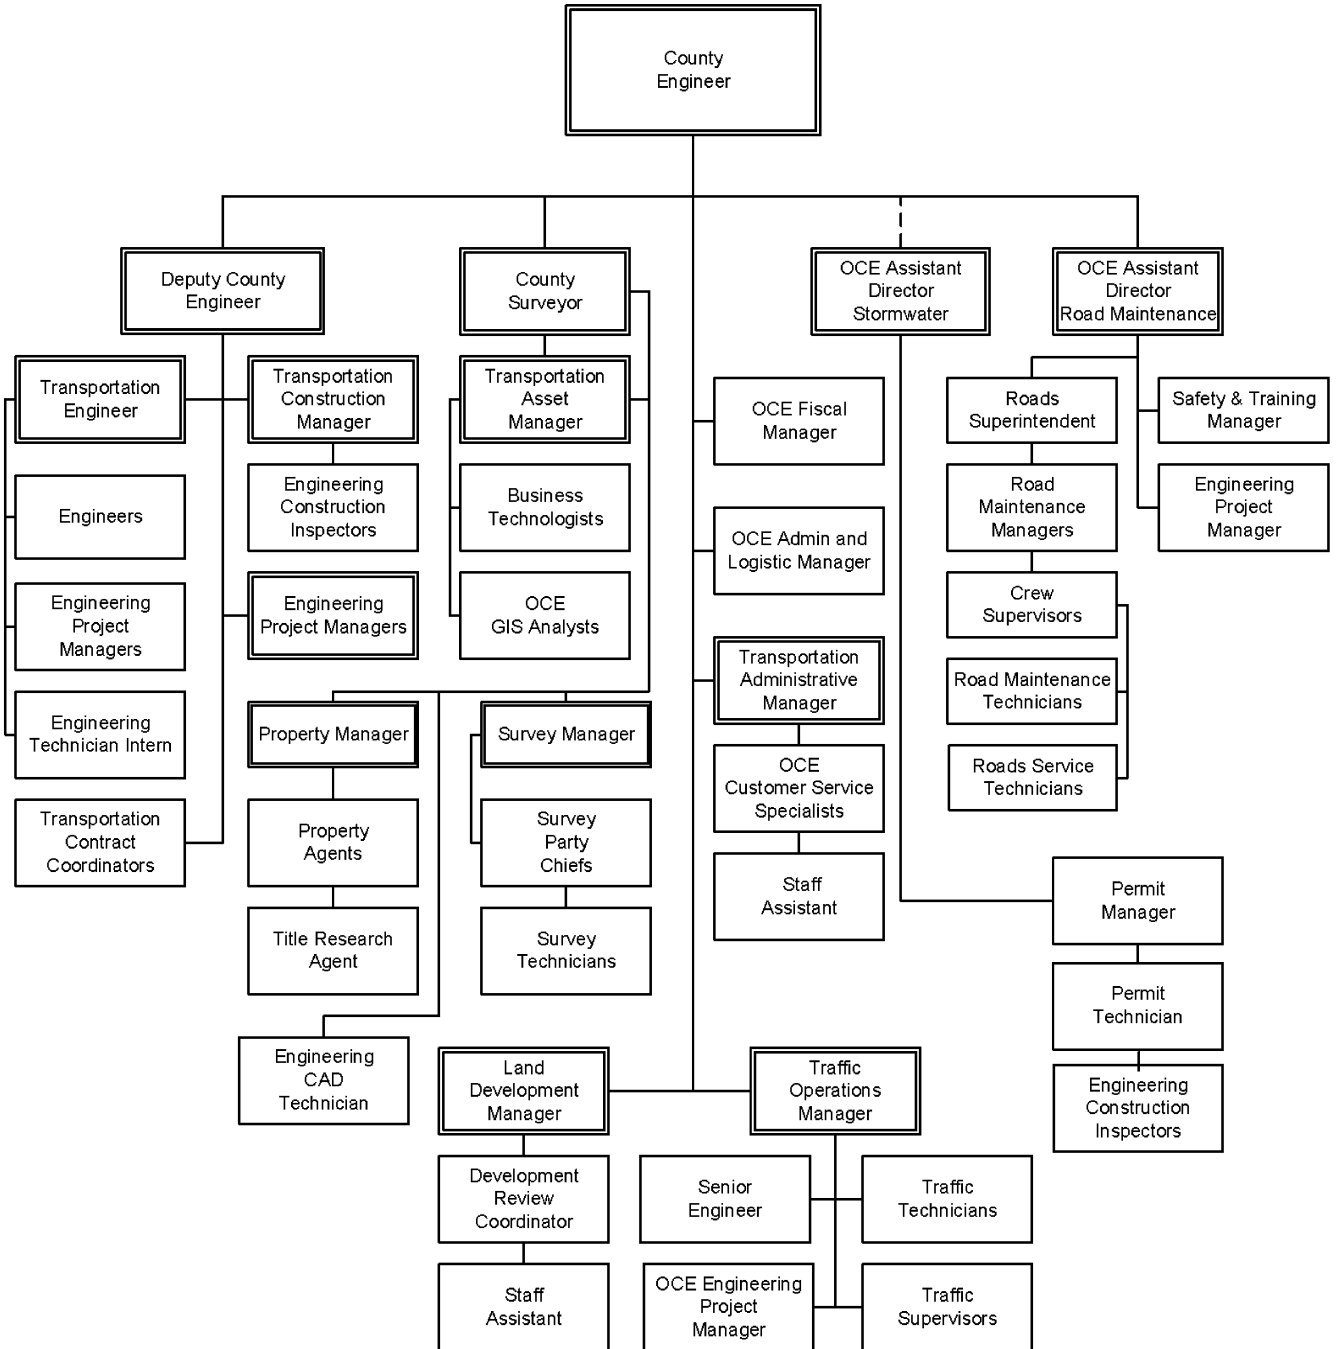 County
Engineer
Deputy County
Engineer
County
Surveyor
OCE Assistant
Director
Stormwater
OCE Assistant
Director
Road Maintenance
Transportation
Engineer
Transportation
Construction
Manager
Transportation
Asset
Manager
OCE Fiscal
Manager
Roads
Superintendent
Safety & Training
Manager
Engineers
Engineering
Construction
Inspectors
Business
Technologists
OCE Admin and
Logistic Manager
Road
Maintenance
Managers
Engineering
Project
Manager
Engineering
Project
Managers
Engineering
Project Managers
OCE
GIS Analysts
Transportation
Administrative
Manager
Crew
Supervisors
Engineering
Technician Intern
Property Manager
Survey Manager
OCE
Customer Service
Specialists
Road Maintenance
Technicians
Roads Service
Technicians
Transportation
Contract
Coordinators
Property
Agents
Survey
Party
Chiefs
Staff
Assistant
Permit
Manager
Title Research
Agent
Survey
Technicians
Permit
Technician
Engineering
CAD
Technician
Land
Development
Manager
Traffic
Operations
Manager
Engineering
Construction
Inspectors
Development
Review
Coordinator
Senior
Engineer
Traffic
Technicians
Staff
Assistant
OCE Engineering
Project
Manager
Traffic
Supervisors